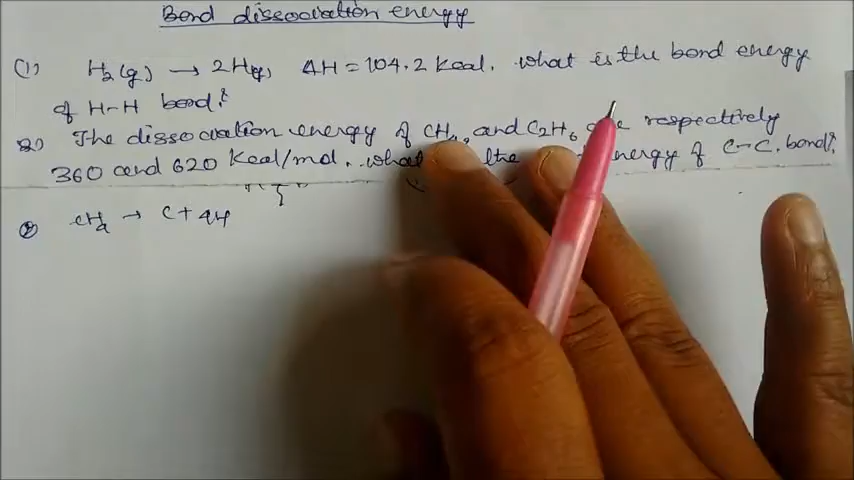 Bond dissociation energy
(1) H₂(g) → 2H(g), ΔH = 104.2 Kcal. what is the bond energy
of H-H bond?
2) The dissociation energy of CH₄, and C₂H₆ are respectively
360 and 620 Kcal/mol. what the energy of C-C. bond?
② CH₄ → C + 4H